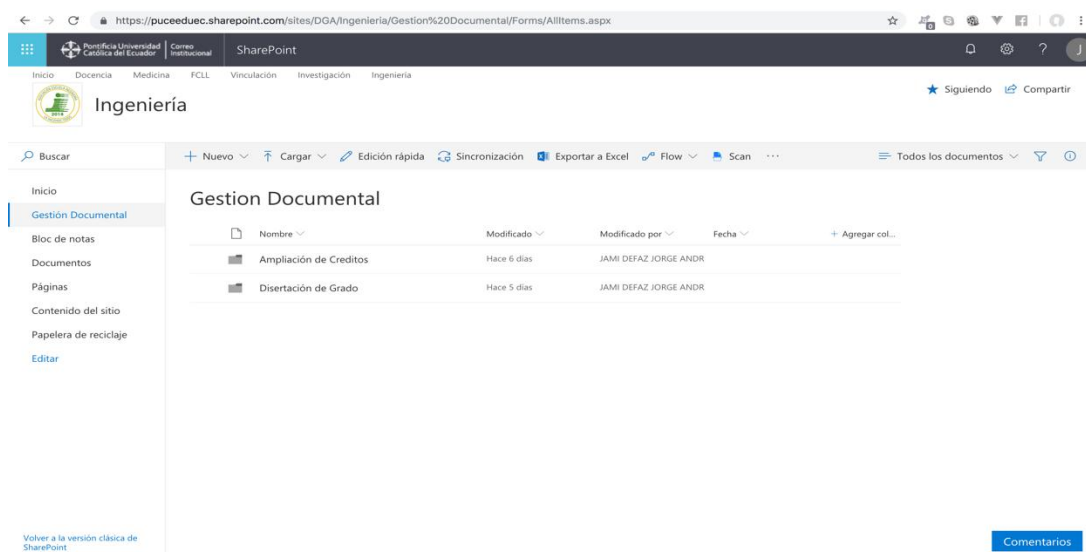 https://puceeduec.sharepoint.com/sites/DGA/Ingenieria/Gestion%20Documental/Forms/AllItems.aspx
Pontificia Universidad Católica del Ecuador Correo Institucional SharePoint ? J
Inicio Docencia Medicina FCLL Vinculación Investigación Ingeniería
Siguiendo Compartir
Ingeniería
Buscar
Nuevo Cargar Edición rápida Sincronización Exportar a Excel Flow Scan ... Todos los documentos
Inicio
Gestión Documental
Bloc de notas
Documentos
Páginas
Contenido del sitio
Papelera de reciclaje
Editar
Gestion Documental
Nombre Modificado Modificado por Fecha + Agregar col...
Ampliación de Creditos Hace 6 días JAMI DEFAZ JORGE ANDR
Disertación de Grado Hace 5 días JAMI DEFAZ JORGE ANDR
Volver a la versión clásica de
SharePoint
Comentarios